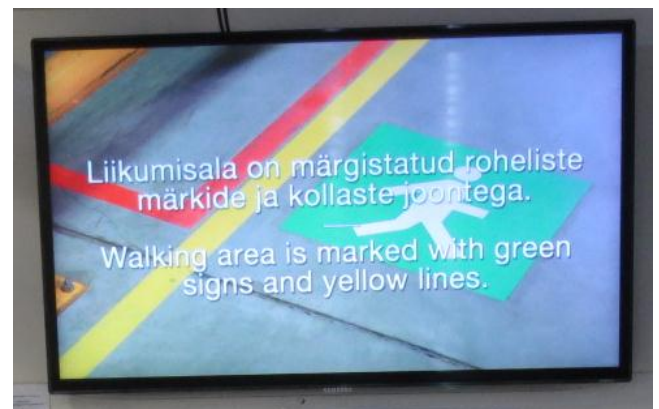 Liikumisala on märgistatud roheliste
märkide ja kollaste joontega.
Walking area is marked with green
signs and yellow lines.